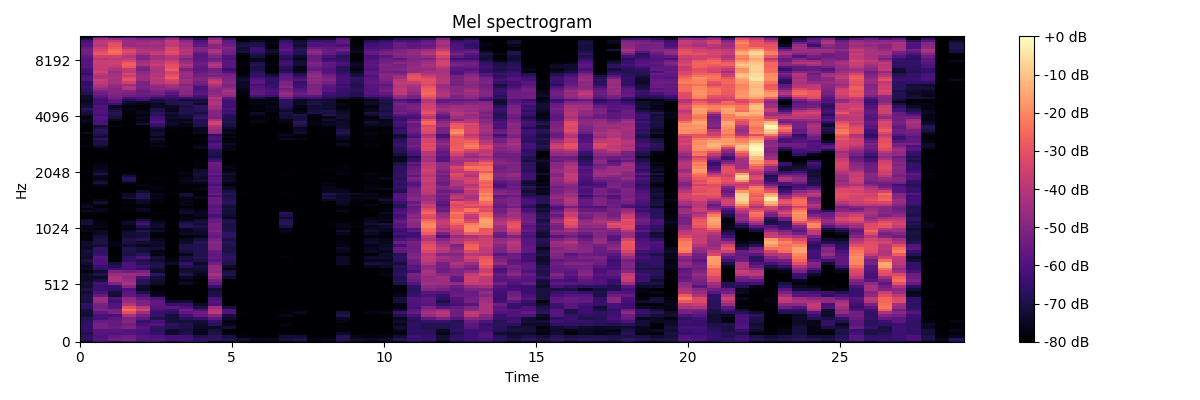 Mel spectrogram
Hz
8192
4096
2048
1024
512
0
0 5 10 15 20 25
Time
+0 dB
-10 dB
-20 dB
-30 dB
-40 dB
-50 dB
-60 dB
-70 dB
-80 dB